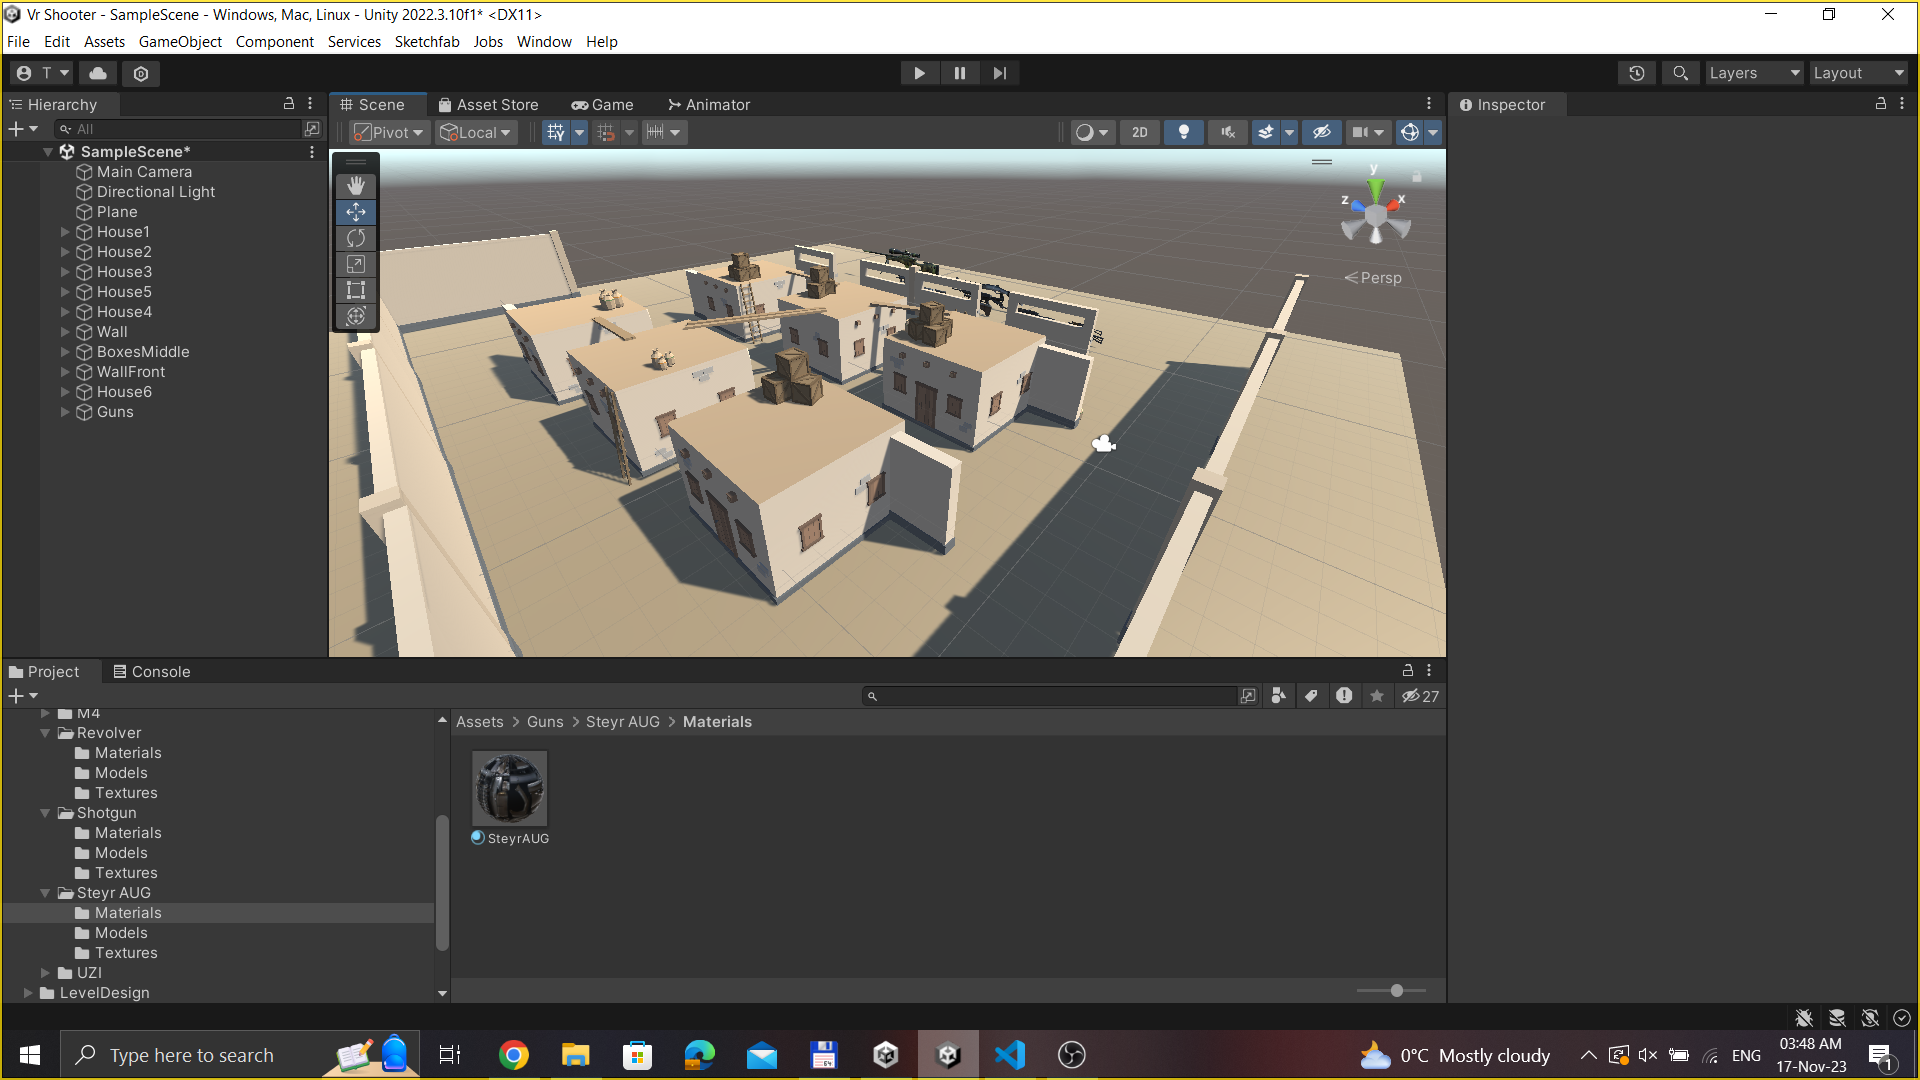 Vr Shooter - SampleScene - Windows, Mac, Linux - Unity 2022.3.10f1* <DX11>
File Edit Assets GameObject Component Services Sketchfab Jobs Window Help
T
Layers
Layout
Hierarchy
Scene
Asset Store
Game
Animator
Inspector
All
Pivot
Local
2D
SampleScene*
Main Camera
Directional Light
Plane
House1
House2
House3
House5
House4
Wall
BoxesMiddle
WallFront
House6
Guns
y
z
x
Persp
Project
Console
27
M4
Revolver
Materials
Models
Textures
Shotgun
Materials
Models
Textures
Steyr AUG
Materials
Models
Textures
UZI
LevelDesign
Assets > Guns > Steyr AUG > Materials
SteyrAUG
Type here to search
64
0°C Mostly cloudy
ENG
03:48 AM
17-Nov-23
1